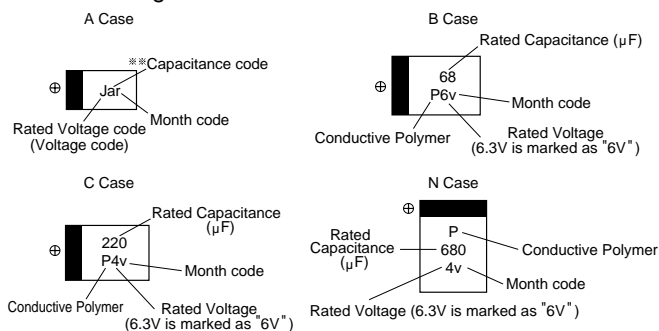 A Case
※※Capacitance code
⊕
Jar
Month code
Rated Voltage code
(Voltage code)
B Case
Rated Capacitance (µF)
⊕
68
P6v
Month code
Conductive Polymer
Rated Voltage
(6.3V is marked as "6V")
C Case
Rated Capacitance
(µF)
⊕
220
P4v
Month code
Conductive Polymer
Rated Voltage
(6.3V is marked as "6V")
N Case
⊕
P
Rated
Capacitance
(µF)
680
Conductive Polymer
4v
Month code
Rated Voltage (6.3V is marked as "6V")